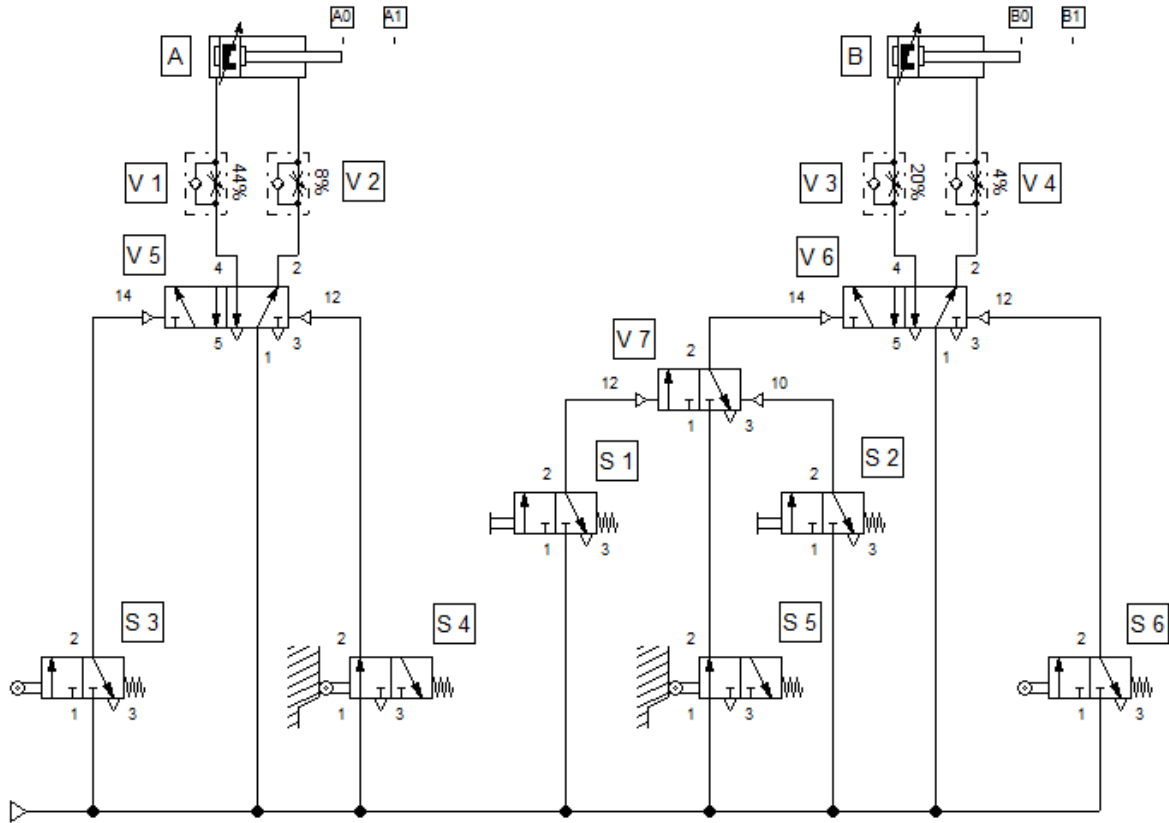 A0 A1 B0 B1
A B
V 1 44% 8% V 2 V 3 20% 4% V 4
V 5 4 2 V 6 4 2
14 12 14 12
5 1 3 5 1 3
V 7 2
12 10
1 3
S 1 2 S 2 2
1 3 1 3
S 3 S 4 S 5 S 6
2 2 2 2
1 3 1 3 1 3 1 3